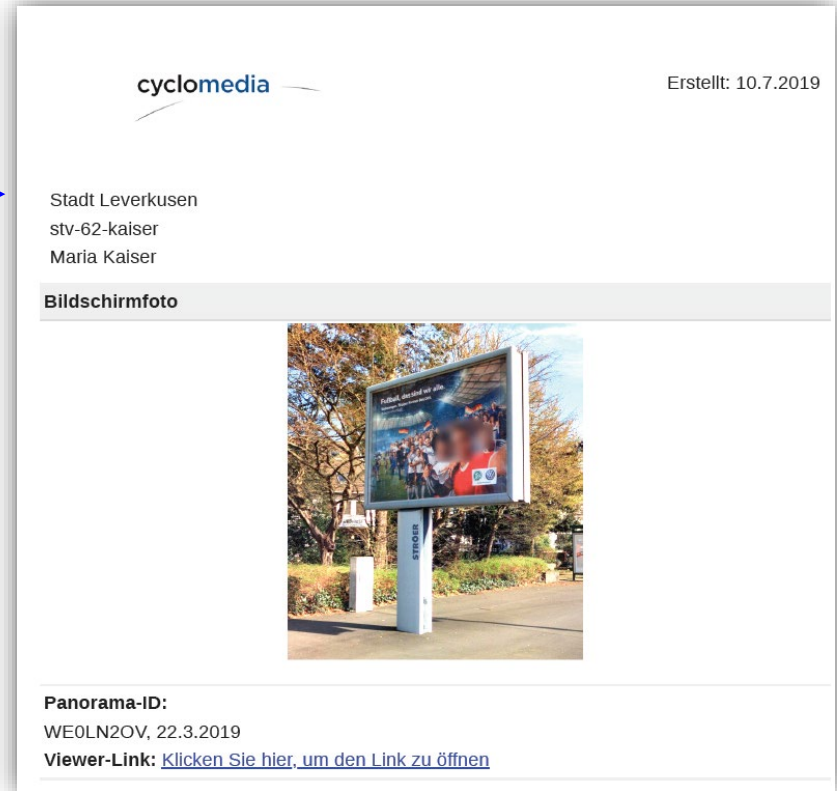 cyclomedia
Erstellt: 10.7.2019
Stadt Leverkusen
stv-62-kaiser
Maria Kaiser
Bildschirmfoto
Fußball, das sind wir alle.
STRÖER
Panorama-ID:
WE0LN2OV, 22.3.2019
Viewer-Link: Klicken Sie hier, um den Link zu öffnen